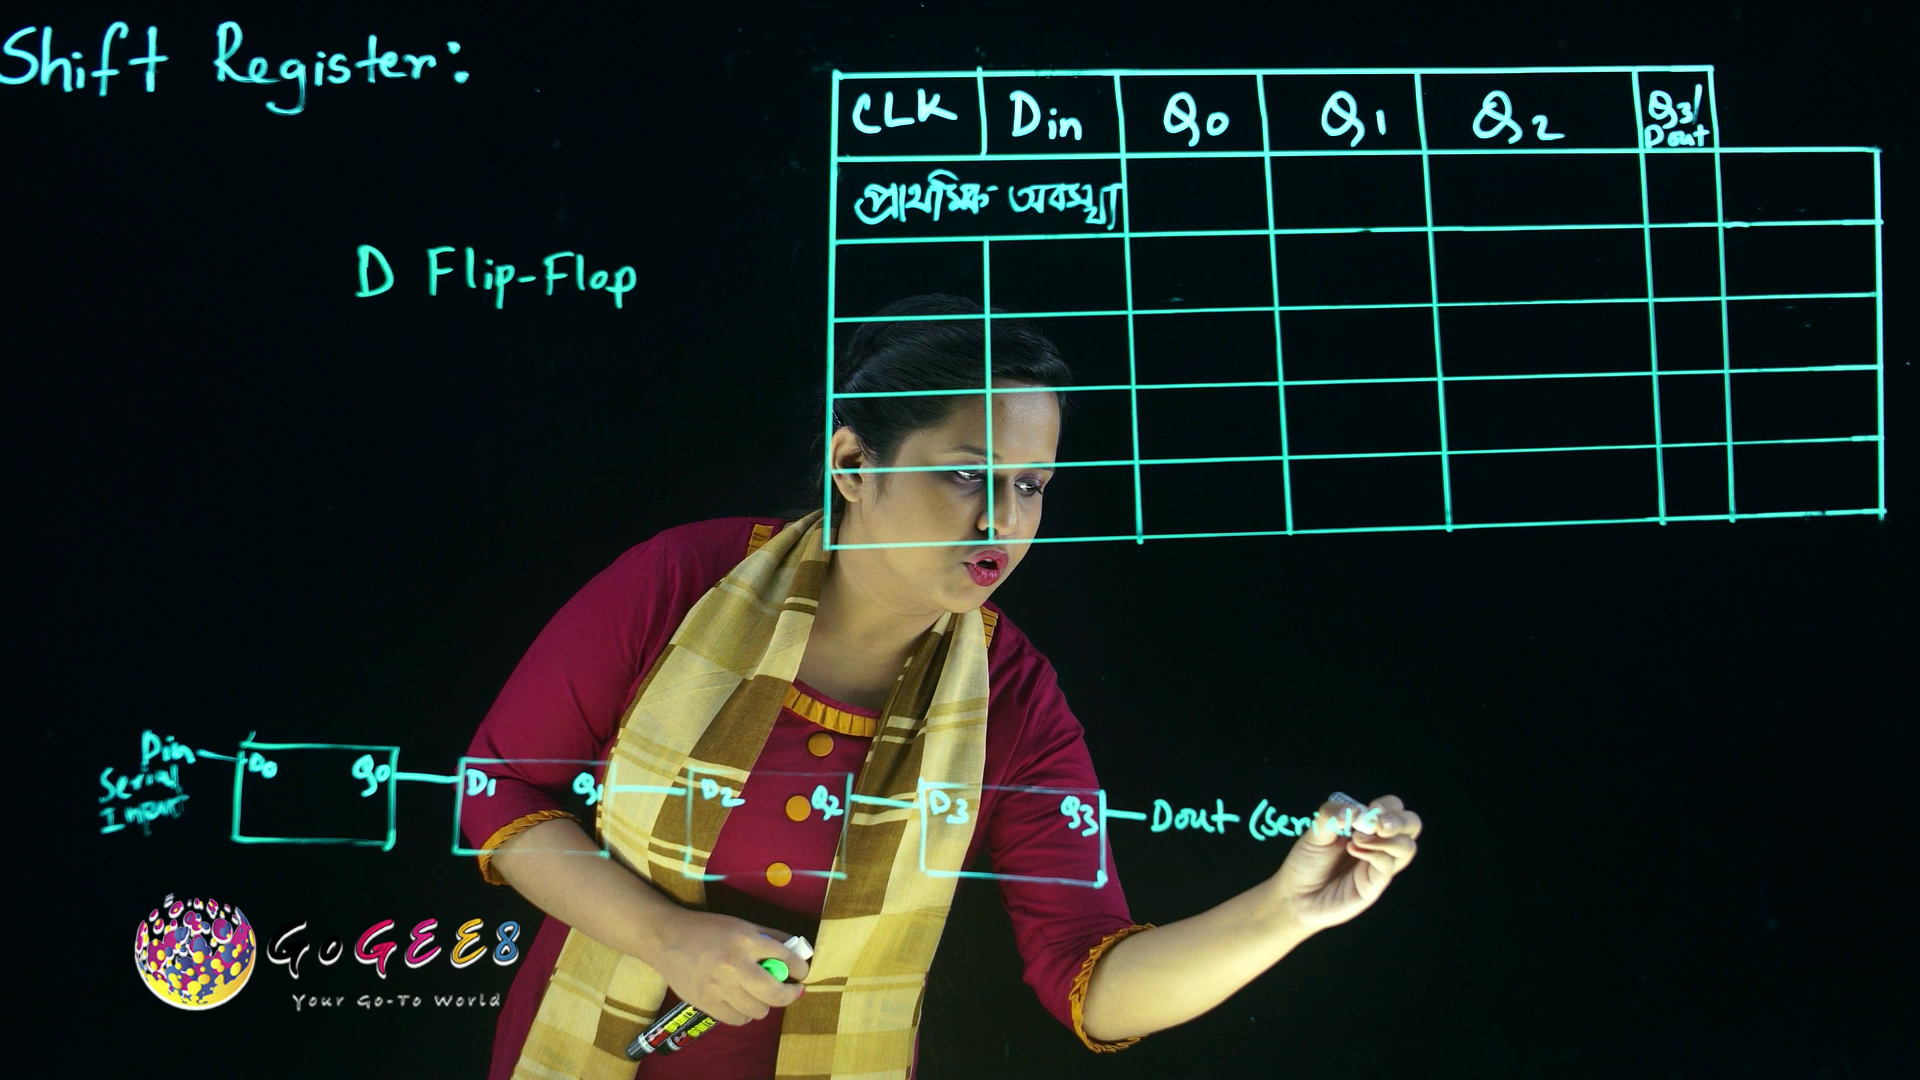 Shift Register:
CLK Din Q0 Q1 Q2 Q3/Dout
প্রাথমিক অবস্থা
D Flip-Flop
Din D0 Q0 D1 Q1 D2 Q2 D3 Q3 Dout (serial
Serial
Input
GoGEE8
Your Go-To World